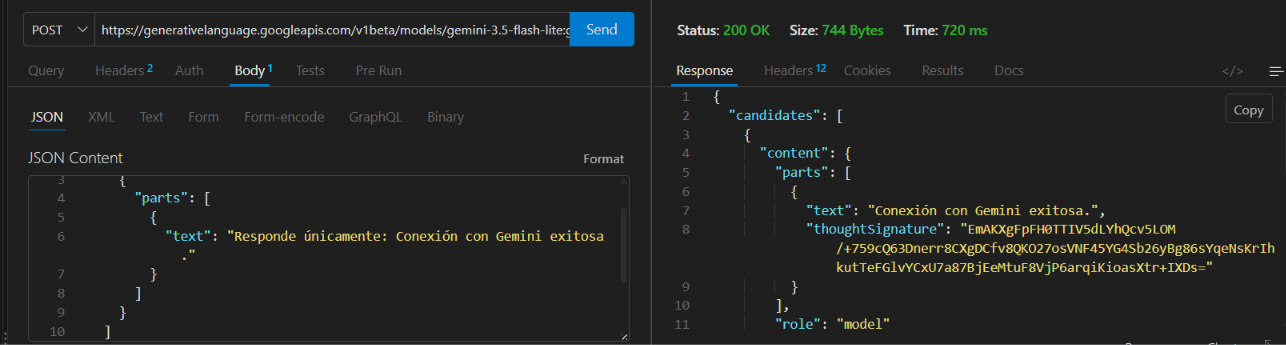 POST https://generativelanguage.googleapis.com/v1beta/models/gemini-3.5-flash-lite:g Send
Query Headers 2 Auth Body 1 Tests Pre Run
JSON XML Text Form Form-encode GraphQL Binary
JSON Content Format
3 {
4 "parts": [
5 {
6 "text": "Responde únicamente: Conexión con Gemini exitosa
."
7 }
8 ]
9 }
10 ]
Status: 200 OK Size: 744 Bytes Time: 720 ms
Response Headers 12 Cookies Results Docs </>
Copy
1 {
2 "candidates": [
3 {
4 "content": {
5 "parts": [
6 {
7 "text": "Conexión con Gemini exitosa.",
8 "thoughtSignature": "EmAKXgFpFH0TTIV5dLYhQcv5LOM
/+759cQ63Dnerr8CXgDCfv8QKO27osVNF45YG4Sb26yBg86sYqeNsKrIh
kutTeFGlvYCxU7a87BjEeMtuF8VjP6arqiKioasXtr+IXDs="
9 }
10 ],
11 "role": "model"